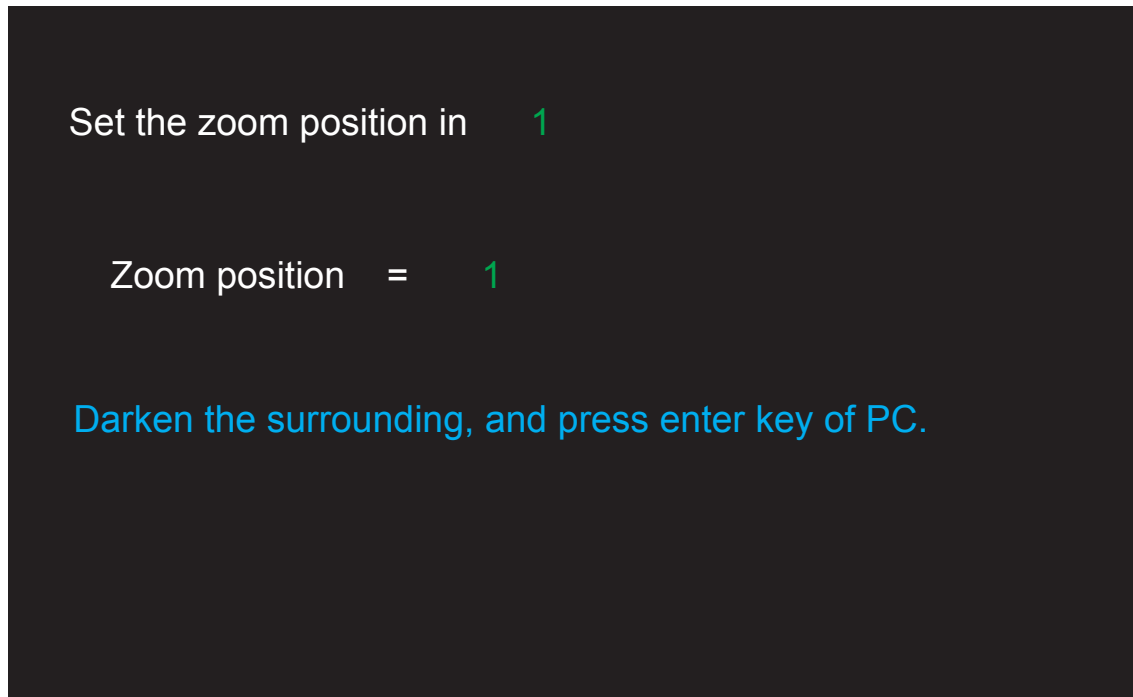 Set the zoom position in 1
Zoom position = 1
Darken the surrounding, and press enter key of PC.